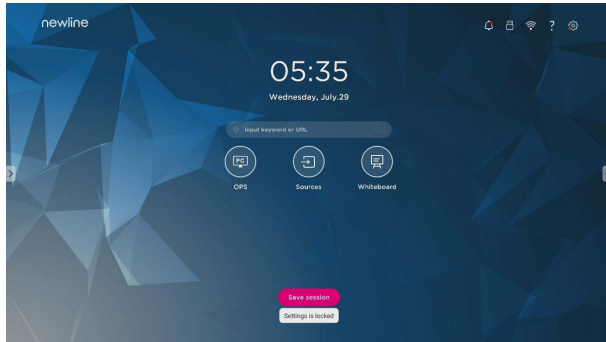 newline
?
05:35
Wednesday, July.29
Input keyword or URL
PC
OPS
Sources
Whiteboard
Save session
Settings is locked